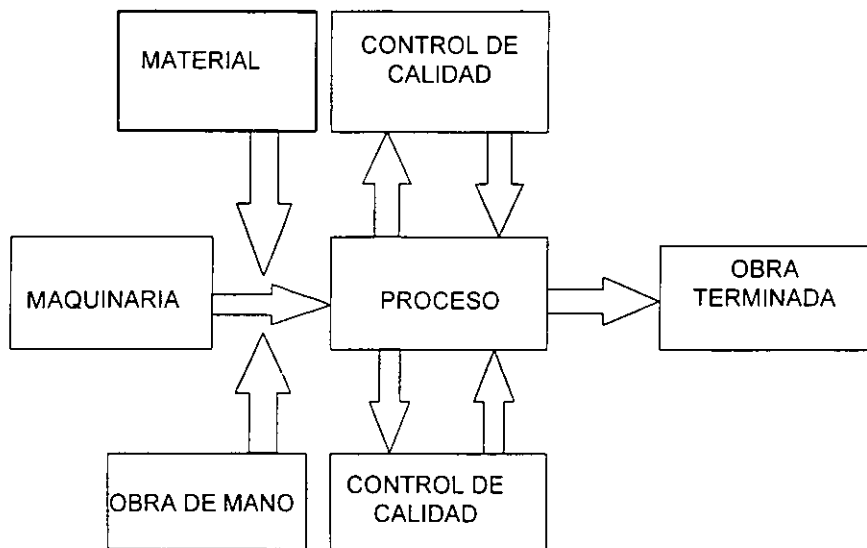 MATERIAL
CONTROL DE
CALIDAD
MAQUINARIA
PROCESO
OBRA
TERMINADA
OBRA DE MANO
CONTROL DE
CALIDAD